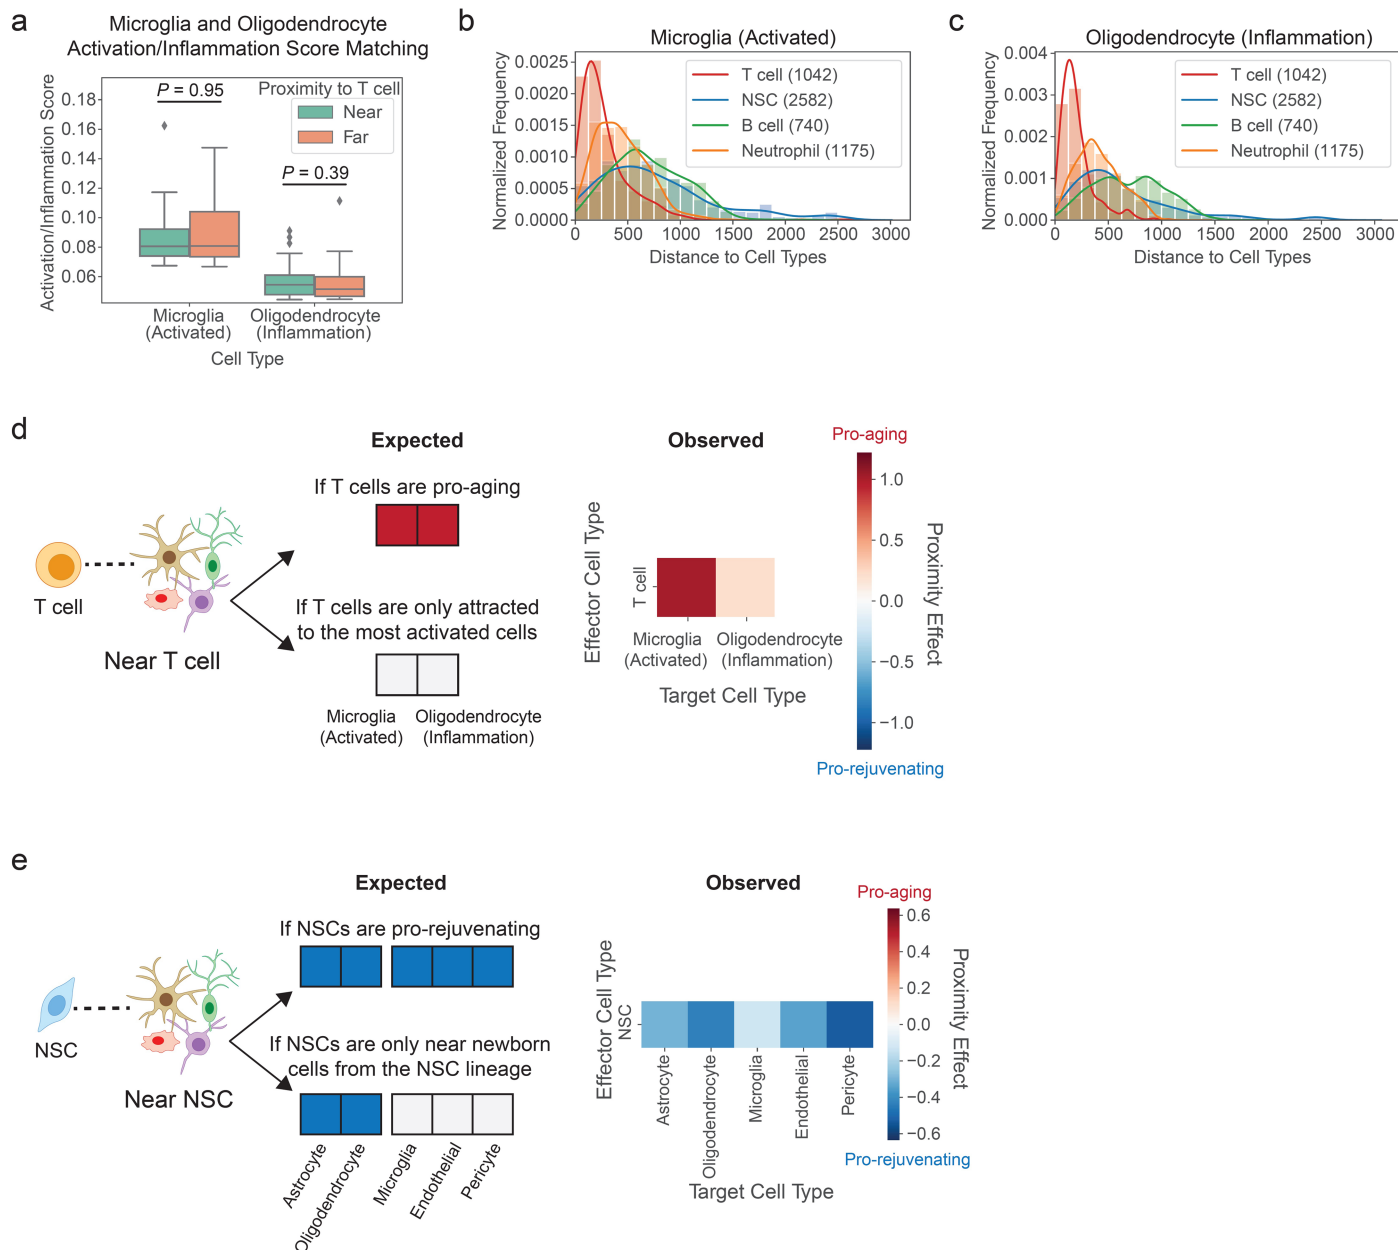 a
Microglia and Oligodendrocyte
Activation/Inflammation Score Matching
Activation/Inflammation Score
0.18
0.16
0.14
0.12
0.10
0.08
0.06
P = 0.95
Proximity to T cell
Near
Far
P = 0.39
Microglia
(Activated)
Oligodendrocyte
(Inflammation)
Cell Type
b
Microglia (Activated)
Normalized Frequency
0.0025
0.0020
0.0015
0.0010
0.0005
0.0000
T cell (1042)
NSC (2582)
B cell (740)
Neutrophil (1175)
0 500 1000 1500 2000 2500 3000
Distance to Cell Types
c
Oligodendrocyte (Inflammation)
Normalized Frequency
0.004
0.003
0.002
0.001
0.000
T cell (1042)
NSC (2582)
B cell (740)
Neutrophil (1175)
0 500 1000 1500 2000 2500 3000
Distance to Cell Types
d
T cell
Near T cell
Expected
If T cells are pro-aging
If T cells are only attracted
to the most activated cells
Microglia
(Activated)
Oligodendrocyte
(Inflammation)
Observed
Effector Cell Type
T cell
Microglia
(Activated)
Oligodendrocyte
(Inflammation)
Target Cell Type
Pro-aging
1.0
0.5
0.0
−0.5
−1.0
Proximity Effect
Pro-rejuvenating
e
NSC
Near NSC
Expected
If NSCs are pro-rejuvenating
If NSCs are only near newborn
cells from the NSC lineage
Astrocyte
Oligodendrocyte
Microglia
Endothelial
Pericyte
Observed
Effector Cell Type
NSC
Astrocyte
Oligodendrocyte
Microglia
Endothelial
Pericyte
Target Cell Type
Pro-aging
0.6
0.4
0.2
0.0
−0.2
−0.4
−0.6
Proximity Effect
Pro-rejuvenating